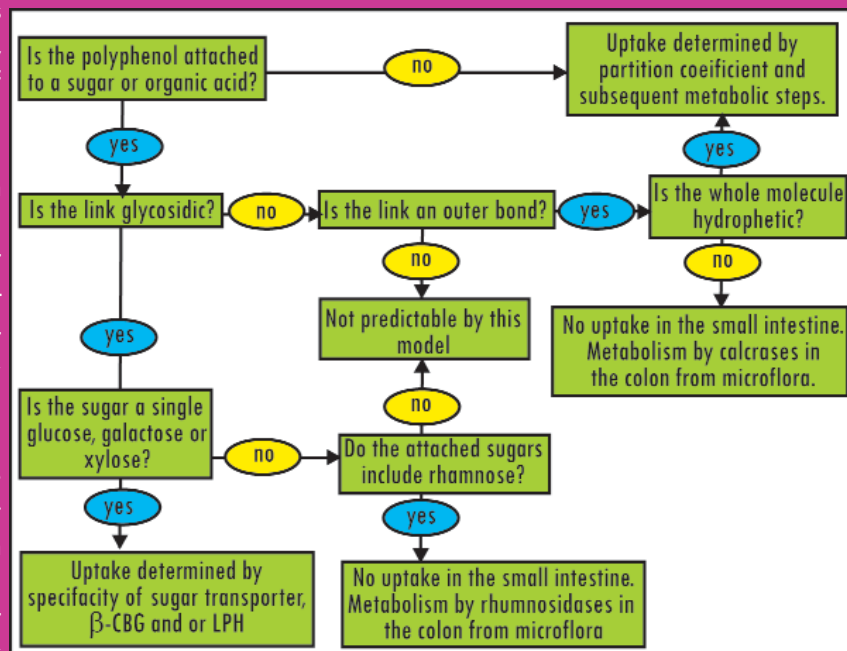 Is the polyphenol attached
to a sugar or organic acid?
no
Uptake determined by
partition coeificient and
subsequent metabolic steps.
yes
yes
Is the link glycosidic?
no
Is the link an outer bond?
yes
Is the whole molecule
hydrophetic?
no
no
Not predictable by this
model
No uptake in the small intestine.
Metabolism by calcrases in
the colon from microflora.
yes
Is the sugar a single
glucose, galactose or
xylose?
no
no
Do the attached sugars
include rhamnose?
yes
yes
Uptake determined by
specifacity of sugar transporter,
β-CBG and or LPH
No uptake in the small intestine.
Metabolism by rhumnosidases in
the colon from microflora